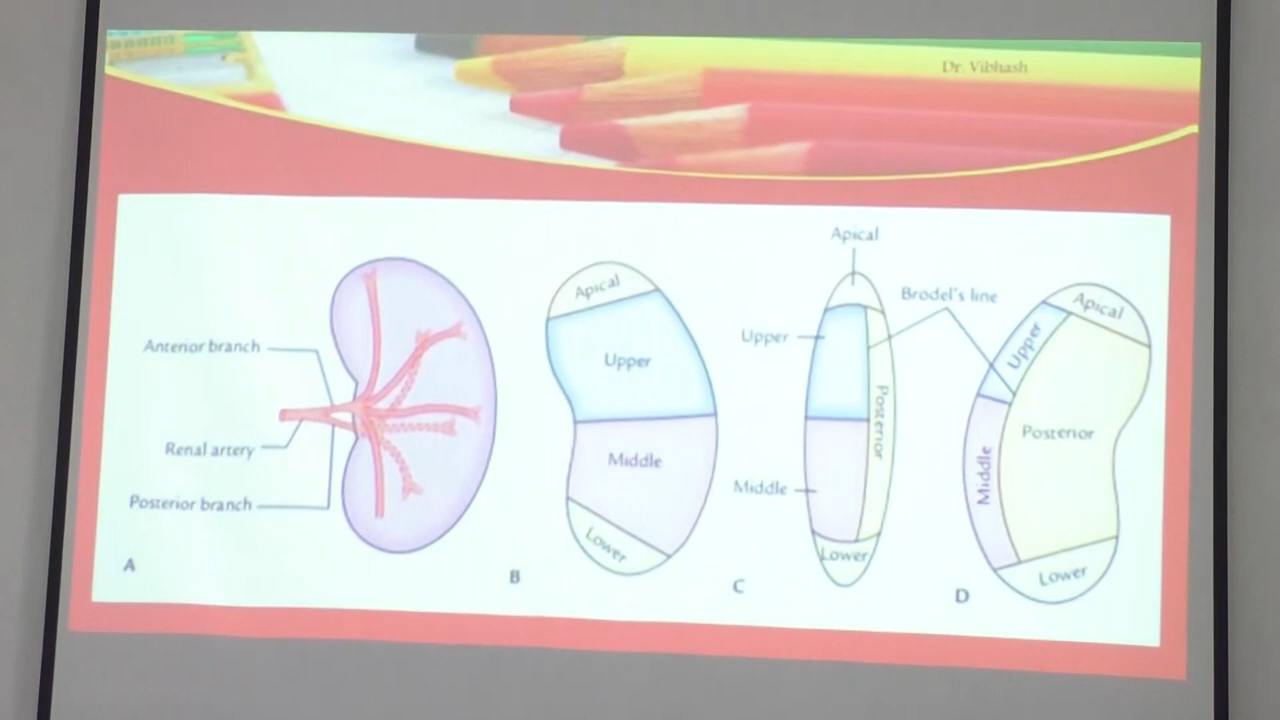 Dr. Vibhash
Anterior branch
Renal artery
Posterior branch
A
Apical
Upper
Middle
Lower
B
Apical
Upper
Middle
Posterior
Lower
C
Brodel's line
Apical
Upper
Posterior
Middle
Lower
D